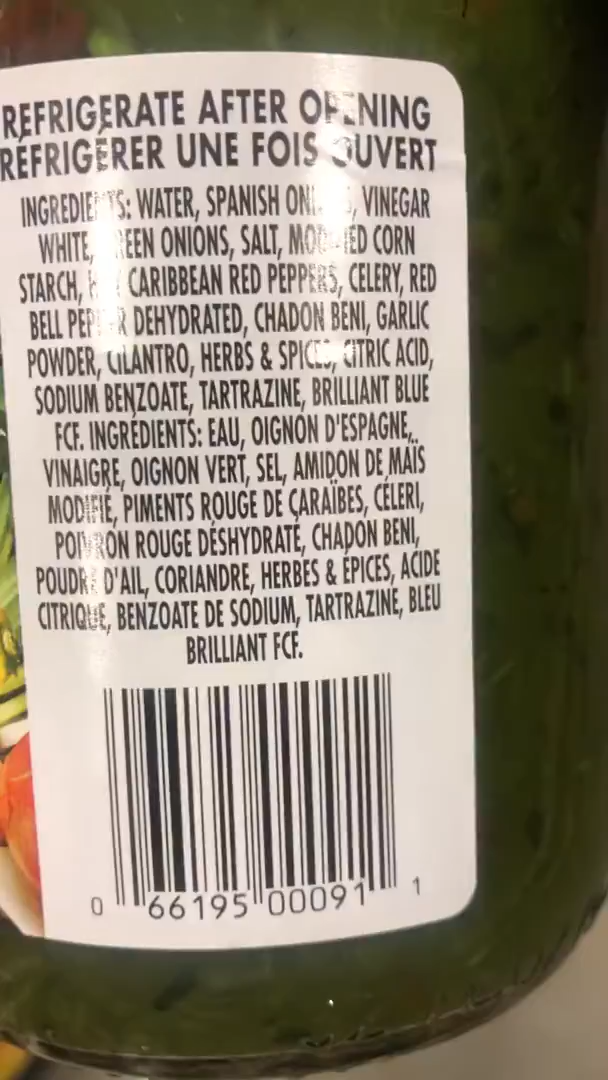 REFRIGERATE AFTER OPENING
RÉFRIGÉRER UNE FOIS OUVERT
INGREDIENTS: WATER, SPANISH VINEGAR
WHITE, ONIONS, SALT, MODIFIED CORN
STARCH, CARIBBEAN RED PEPPERS, CELERY, RED
BELL PEPPER DEHYDRATED, CHADON BENI, GARLIC
POWDER, CILANTRO, HERBS & SPICES, CITRIC ACID,
SODIUM BENZOATE, TARTRAZINE, BRILLIANT BLUE
FCF. INGRÉDIENTS: EAU, OIGNON D'ESPAGNE,
VINAIGRE, OIGNON VERT, SEL, AMIDON DE MAÏS
MODIFIÉ, PIMENTS ROUGE DE CARAÏBES, CÉLERI,
POIVRON ROUGE DÉSHYDRATÉ, CHADON BENI,
POUDRE D'AIL, CORIANDRE, HERBES & ÉPICES, ACIDE
CITRIQUE, BENZOATE DE SODIUM, TARTRAZINE, BLEU
BRILLIANT FCF.
0 66195 00091 1